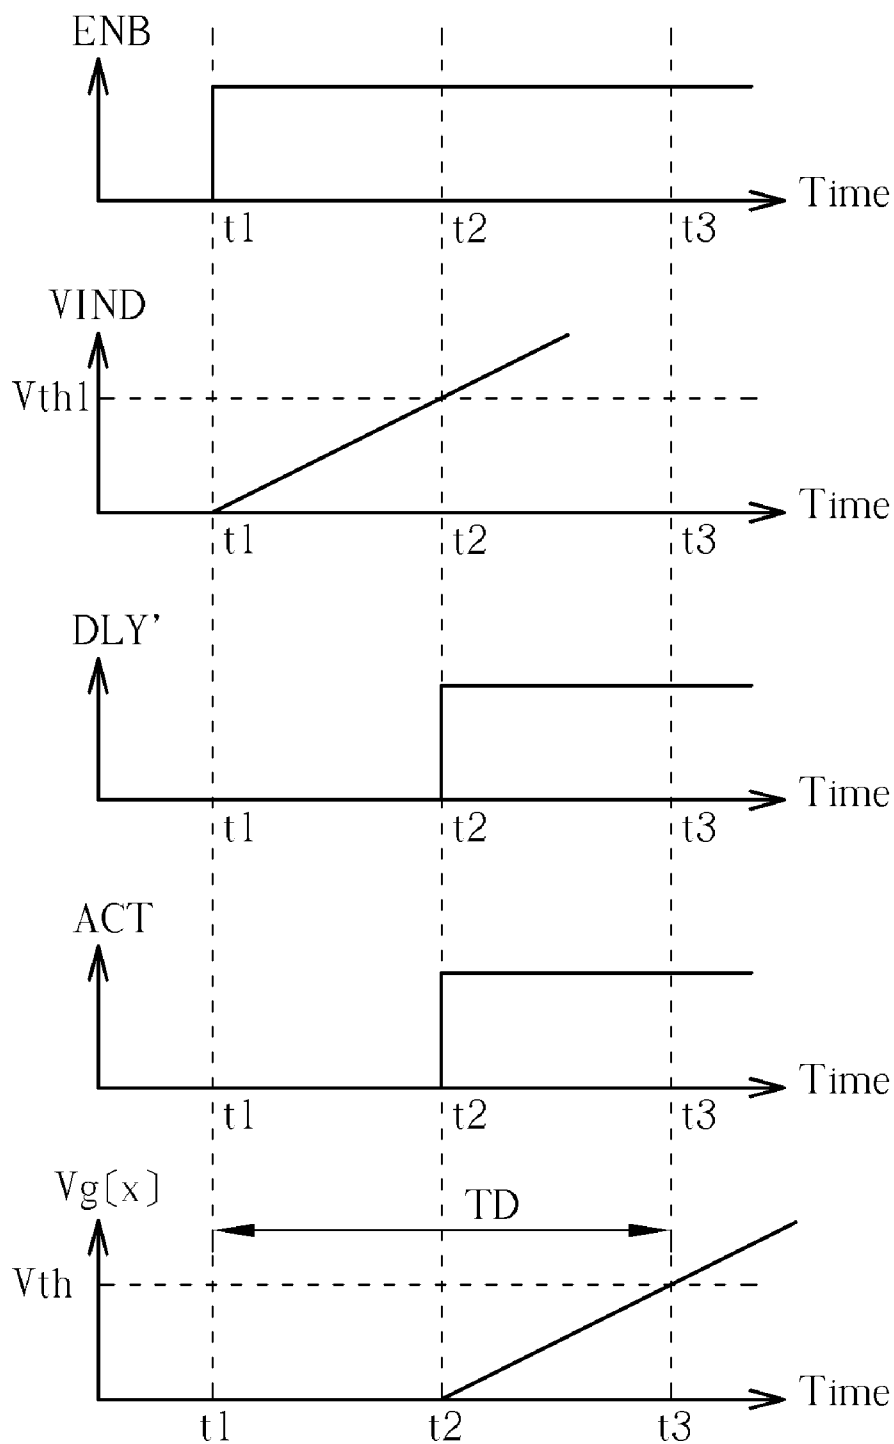 ENB
Time
t1 t2 t3
VIND
Vth1
Time
t1 t2 t3
DLY’
Time
t1 t2 t3
ACT
Time
t1 t2 t3
Vg(x)
TD
Vth
Time
t1 t2 t3